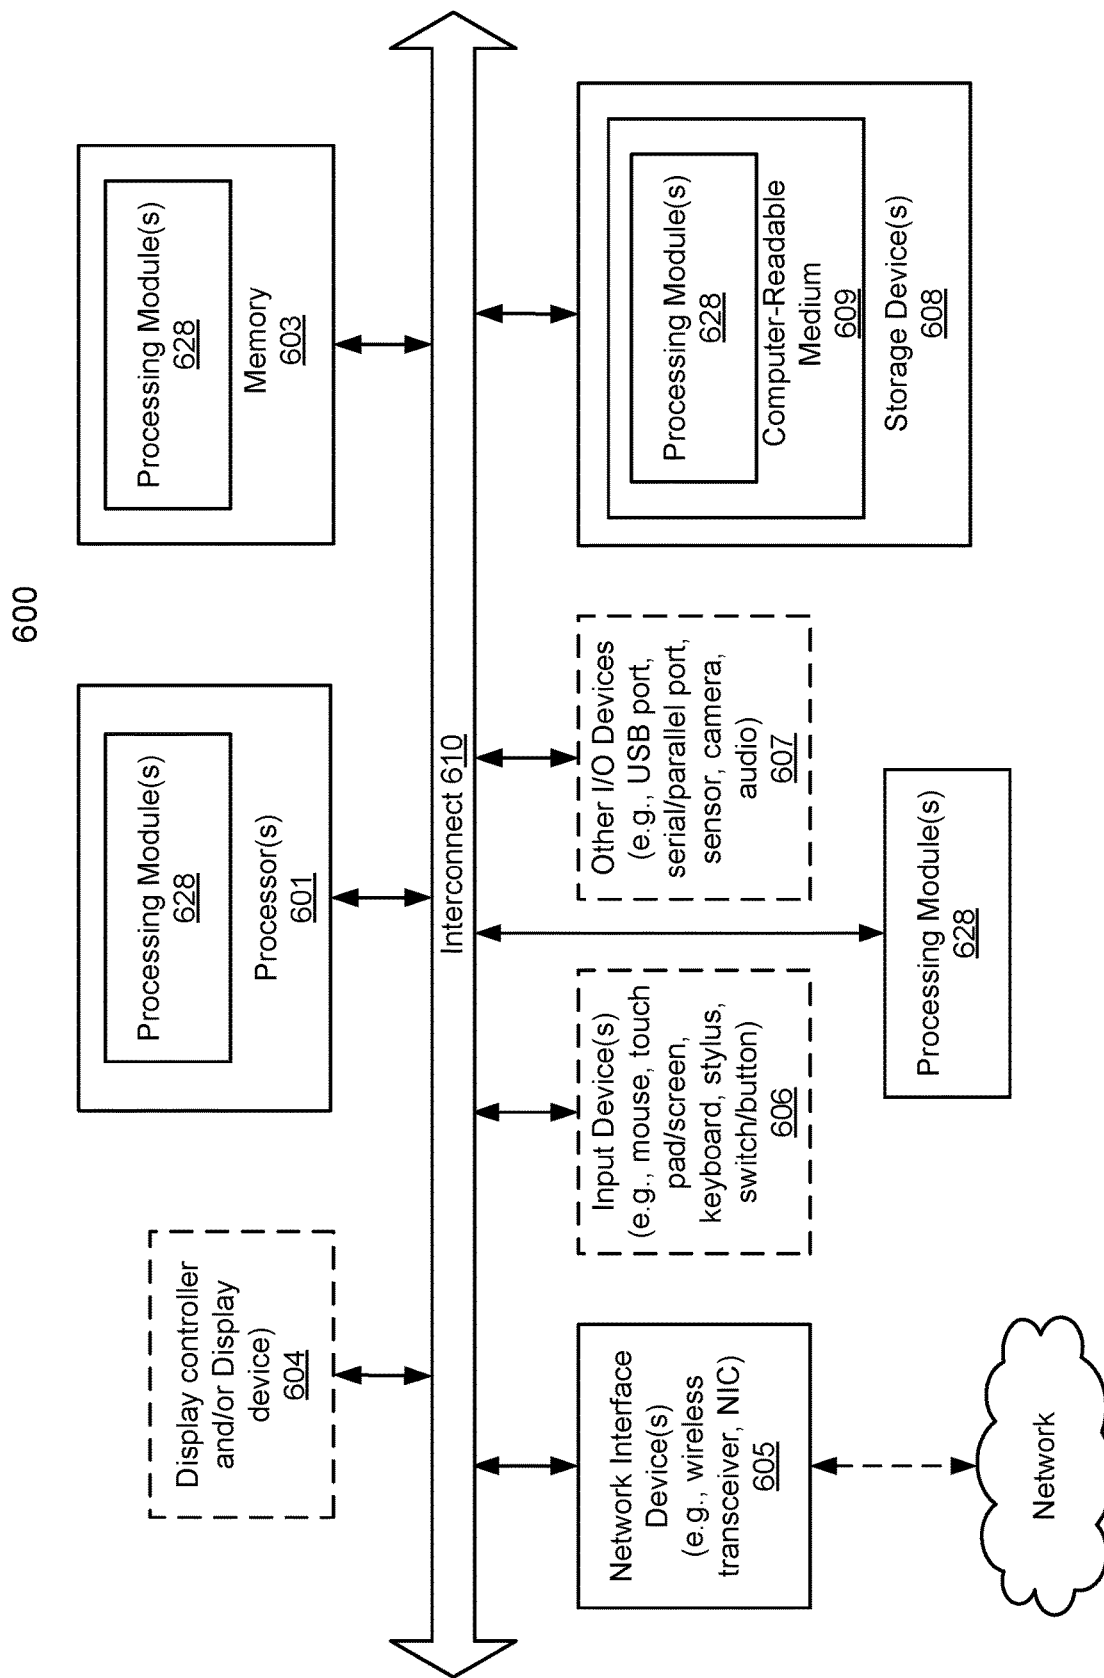 600
Display controller
and/or Display
device)
604
Processing Module(s)
628
Processor(s)
601
Processing Module(s)
628
Memory
603
Interconnect 610
Network Interface
Device(s)
(e.g., wireless
transceiver, NIC)
605
Input Device(s)
(e.g., mouse, touch
pad/screen,
keyboard, stylus,
switch/button)
606
Other I/O Devices
(e.g., USB port,
serial/parallel port,
sensor, camera,
audio)
607
Processing Module(s)
628
Computer-Readable
Medium
609
Storage Device(s)
608
Network
Processing Module(s)
628